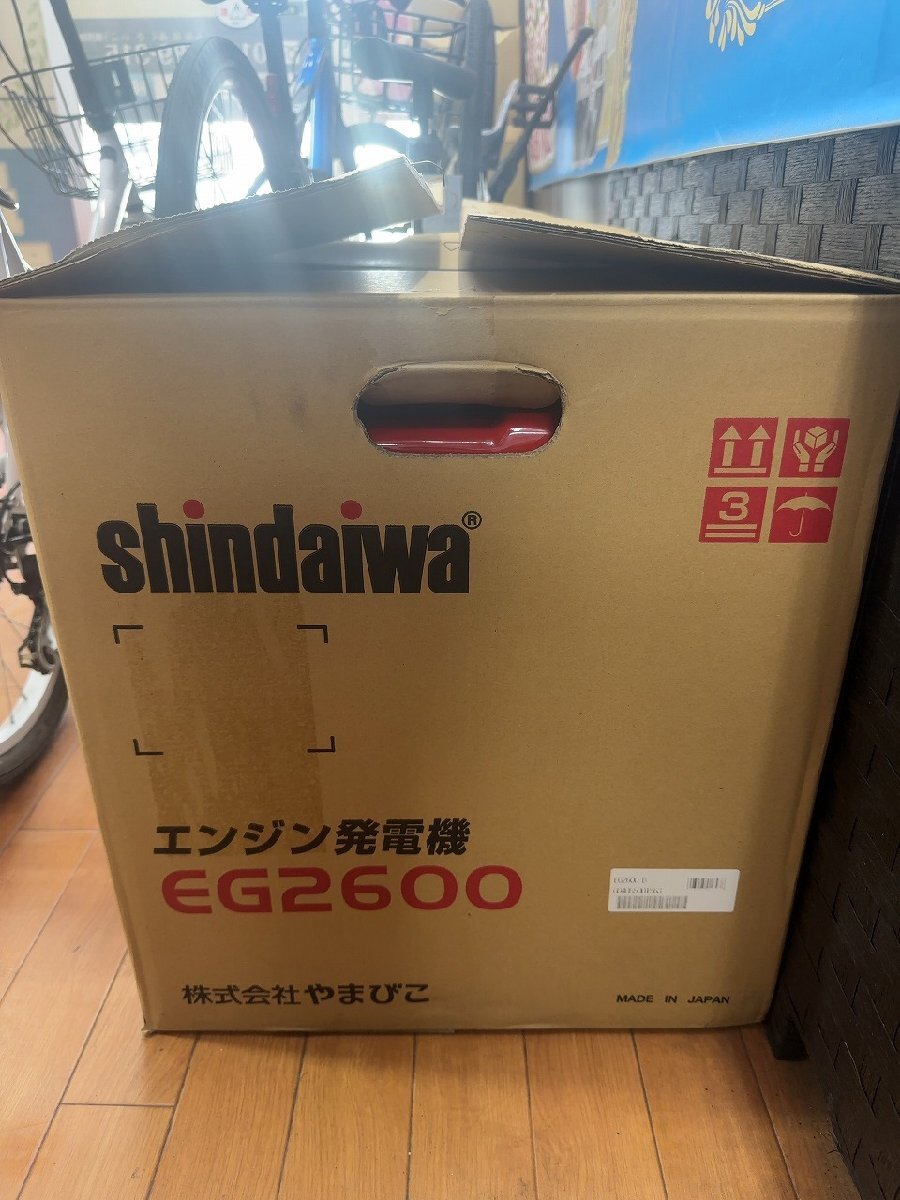 shindaiwa®
3
エンジン発電機
EG2600
EG2600-B
株式会社やまびこ
MADE IN JAPAN